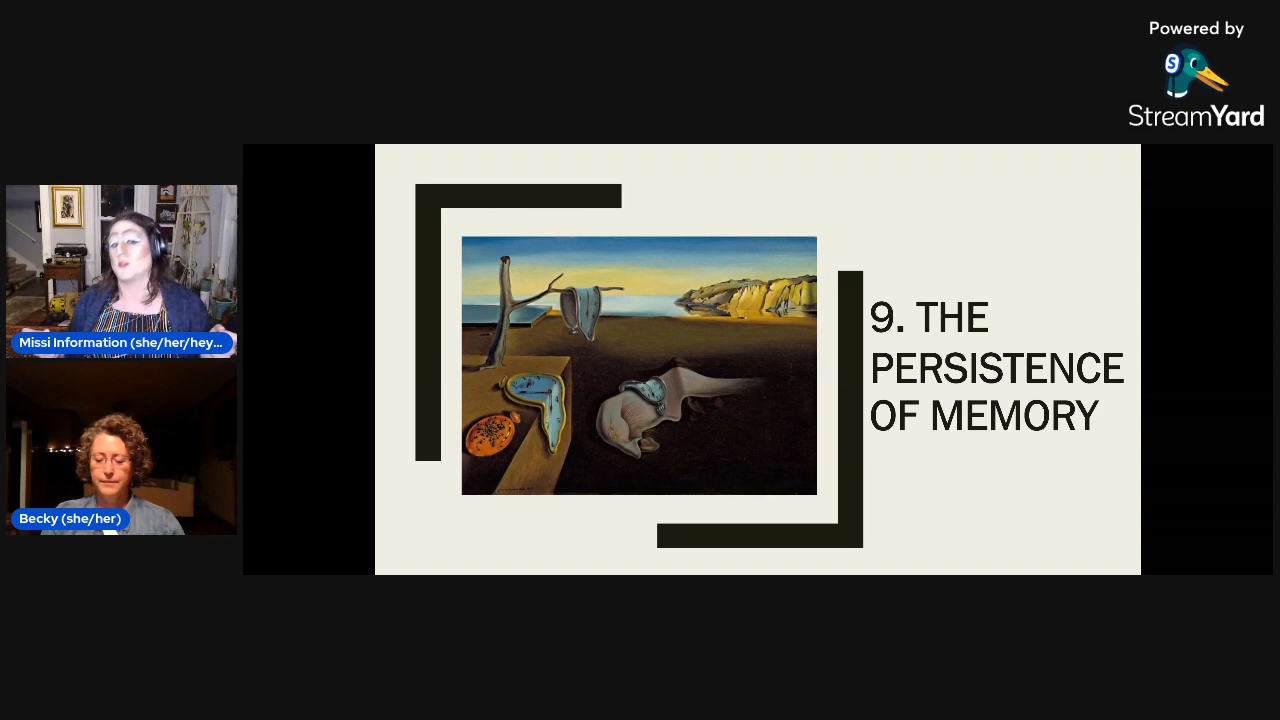 Powered by
S
StreamYard
Missi Information (she/her/hey...
Becky (she/her)
9. THE
PERSISTENCE
OF MEMORY